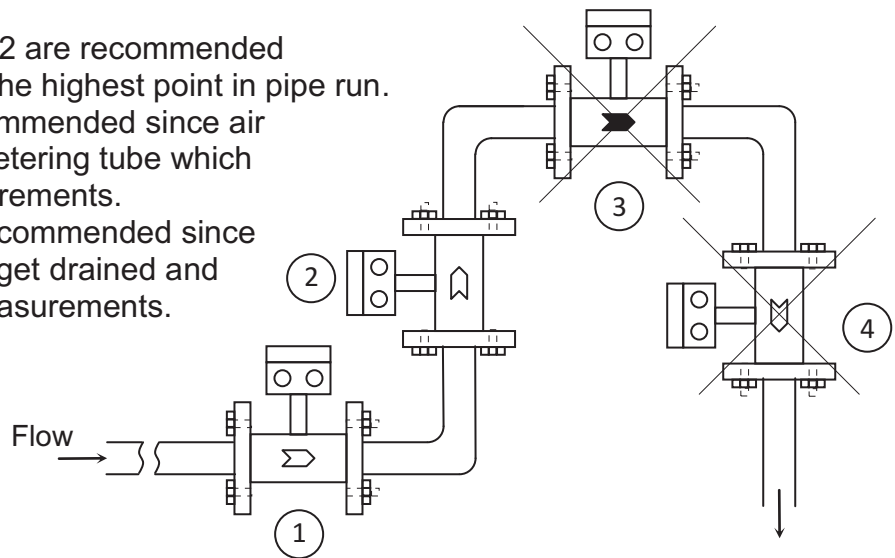 2 are recommended
he highest point in pipe run.
mmended since air
etering tube which
rements.
commended since
get drained and
asurements.
3
2
4
Flow
1